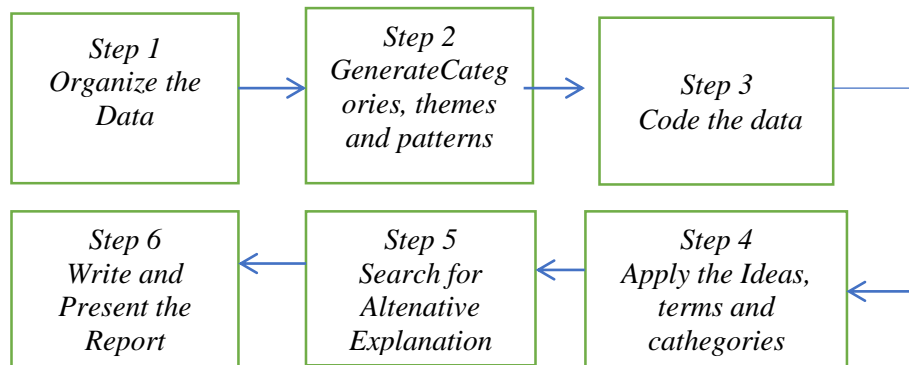 Step 1
Organize the
Data
Step 2
GenerateCateg
ories, themes
and patterns
Step 3
Code the data
Step 4
Apply the Ideas,
terms and
cathegories
Step 5
Search for
Altenative
Explanation
Step 6
Write and
Present the
Report